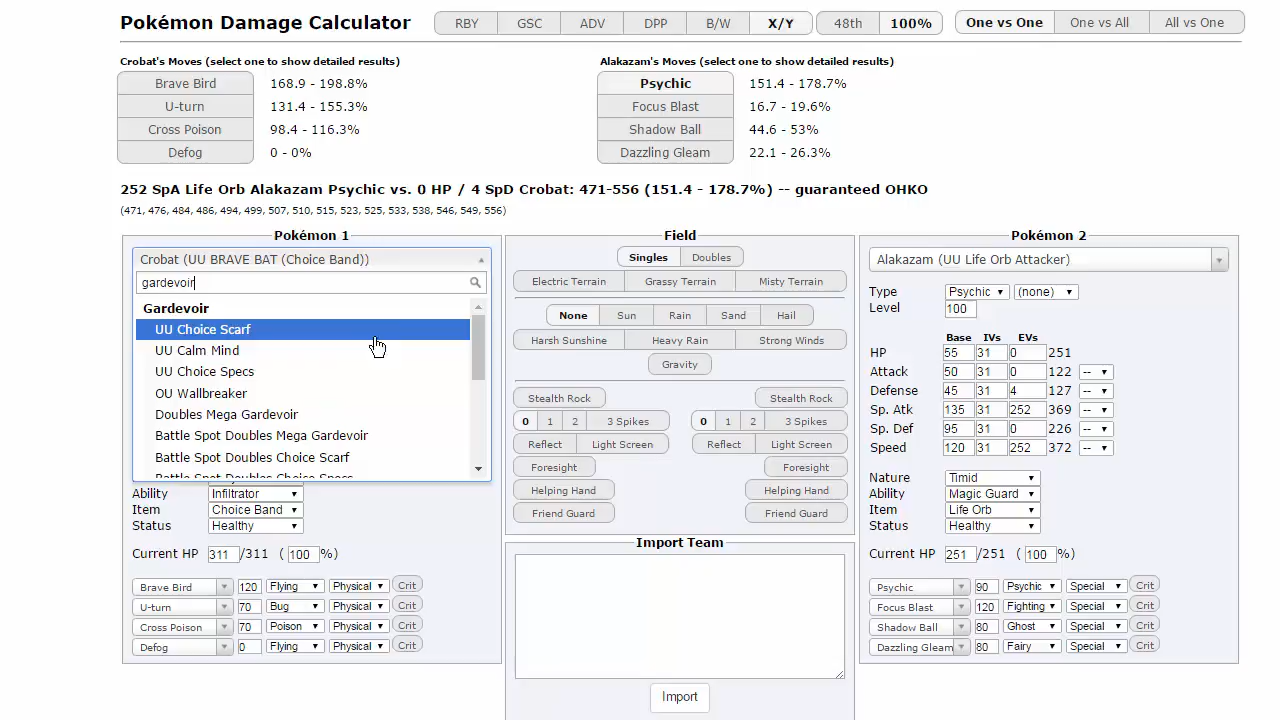 Pokémon Damage Calculator RBY GSC ADV DPP B/W X/Y 48th 100% One vs One One vs All All vs One
Crobat's Moves (select one to show detailed results) Alakazam's Moves (select one to show detailed results)
Brave Bird 168.9 - 198.8% Psychic 151.4 - 178.7%
U-turn 131.4 - 155.3% Focus Blast 16.7 - 19.6%
Cross Poison 98.4 - 116.3% Shadow Ball 44.6 - 53%
Defog 0 - 0% Dazzling Gleam 22.1 - 26.3%
252 SpA Life Orb Alakazam Psychic vs. 0 HP / 4 SpD Crobat: 471-556 (151.4 - 178.7%) -- guaranteed OHKO
(471, 476, 484, 486, 494, 499, 507, 510, 515, 523, 525, 533, 538, 546, 549, 556)
Pokémon 1
Crobat (UU BRAVE BAT (Choice Band))
gardevoir
Gardevoir
UU Choice Scarf
UU Calm Mind
UU Choice Specs
OU Wallbreaker
Doubles Mega Gardevoir
Battle Spot Doubles Mega Gardevoir
Battle Spot Doubles Choice Scarf
Battle Spot Doubles Choice Specs
Ability Infiltrator
Item Choice Band
Status Healthy
Current HP 311/311 (100 %)
Brave Bird 120 Flying Physical Crit
U-turn 70 Bug Physical Crit
Cross Poison 70 Poison Physical Crit
Defog 0 Flying Physical Crit
Field
Singles Doubles
Electric Terrain Grassy Terrain Misty Terrain
None Sun Rain Sand Hail
Harsh Sunshine Heavy Rain Strong Winds
Gravity
Stealth Rock Stealth Rock
0 1 2 3 Spikes 0 1 2 3 Spikes
Reflect Light Screen Reflect Light Screen
Foresight Foresight
Helping Hand Helping Hand
Friend Guard Friend Guard
Import Team
Import
Pokémon 2
Alakazam (UU Life Orb Attacker)
Type Psychic (none)
Level 100
Base IVs EVs
HP 55 31 0 251
Attack 50 31 0 122 --
Defense 45 31 4 127 --
Sp. Atk 135 31 252 369 --
Sp. Def 95 31 0 226 --
Speed 120 31 252 372 --
Nature Timid
Ability Magic Guard
Item Life Orb
Status Healthy
Current HP 251/251 (100 %)
Psychic 90 Psychic Special Crit
Focus Blast 120 Fighting Special Crit
Shadow Ball 80 Ghost Special Crit
Dazzling Gleam 80 Fairy Special Crit